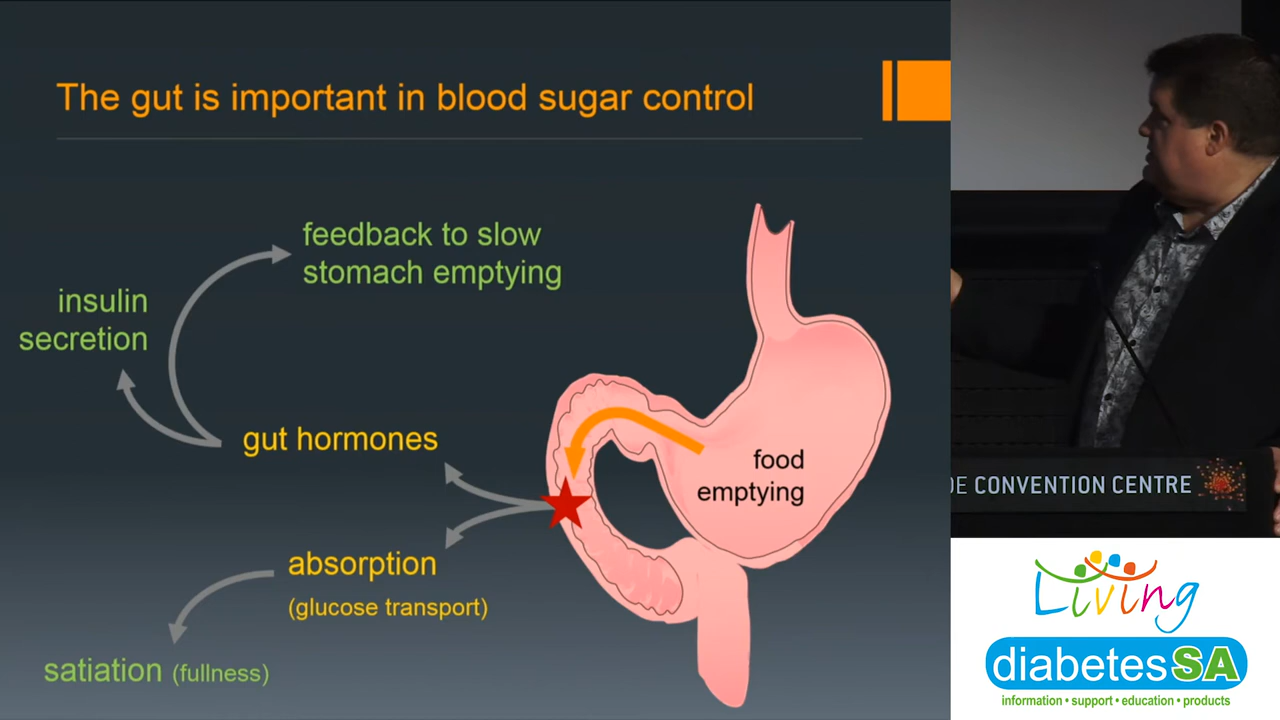 The gut is important in blood sugar control
feedback to slow
stomach emptying
insulin
secretion
gut hormones
food
emptying
absorption
(glucose transport)
satiation (fullness)
DE CONVENTION CENTRE
Living
diabetesSA
information • support • education • products